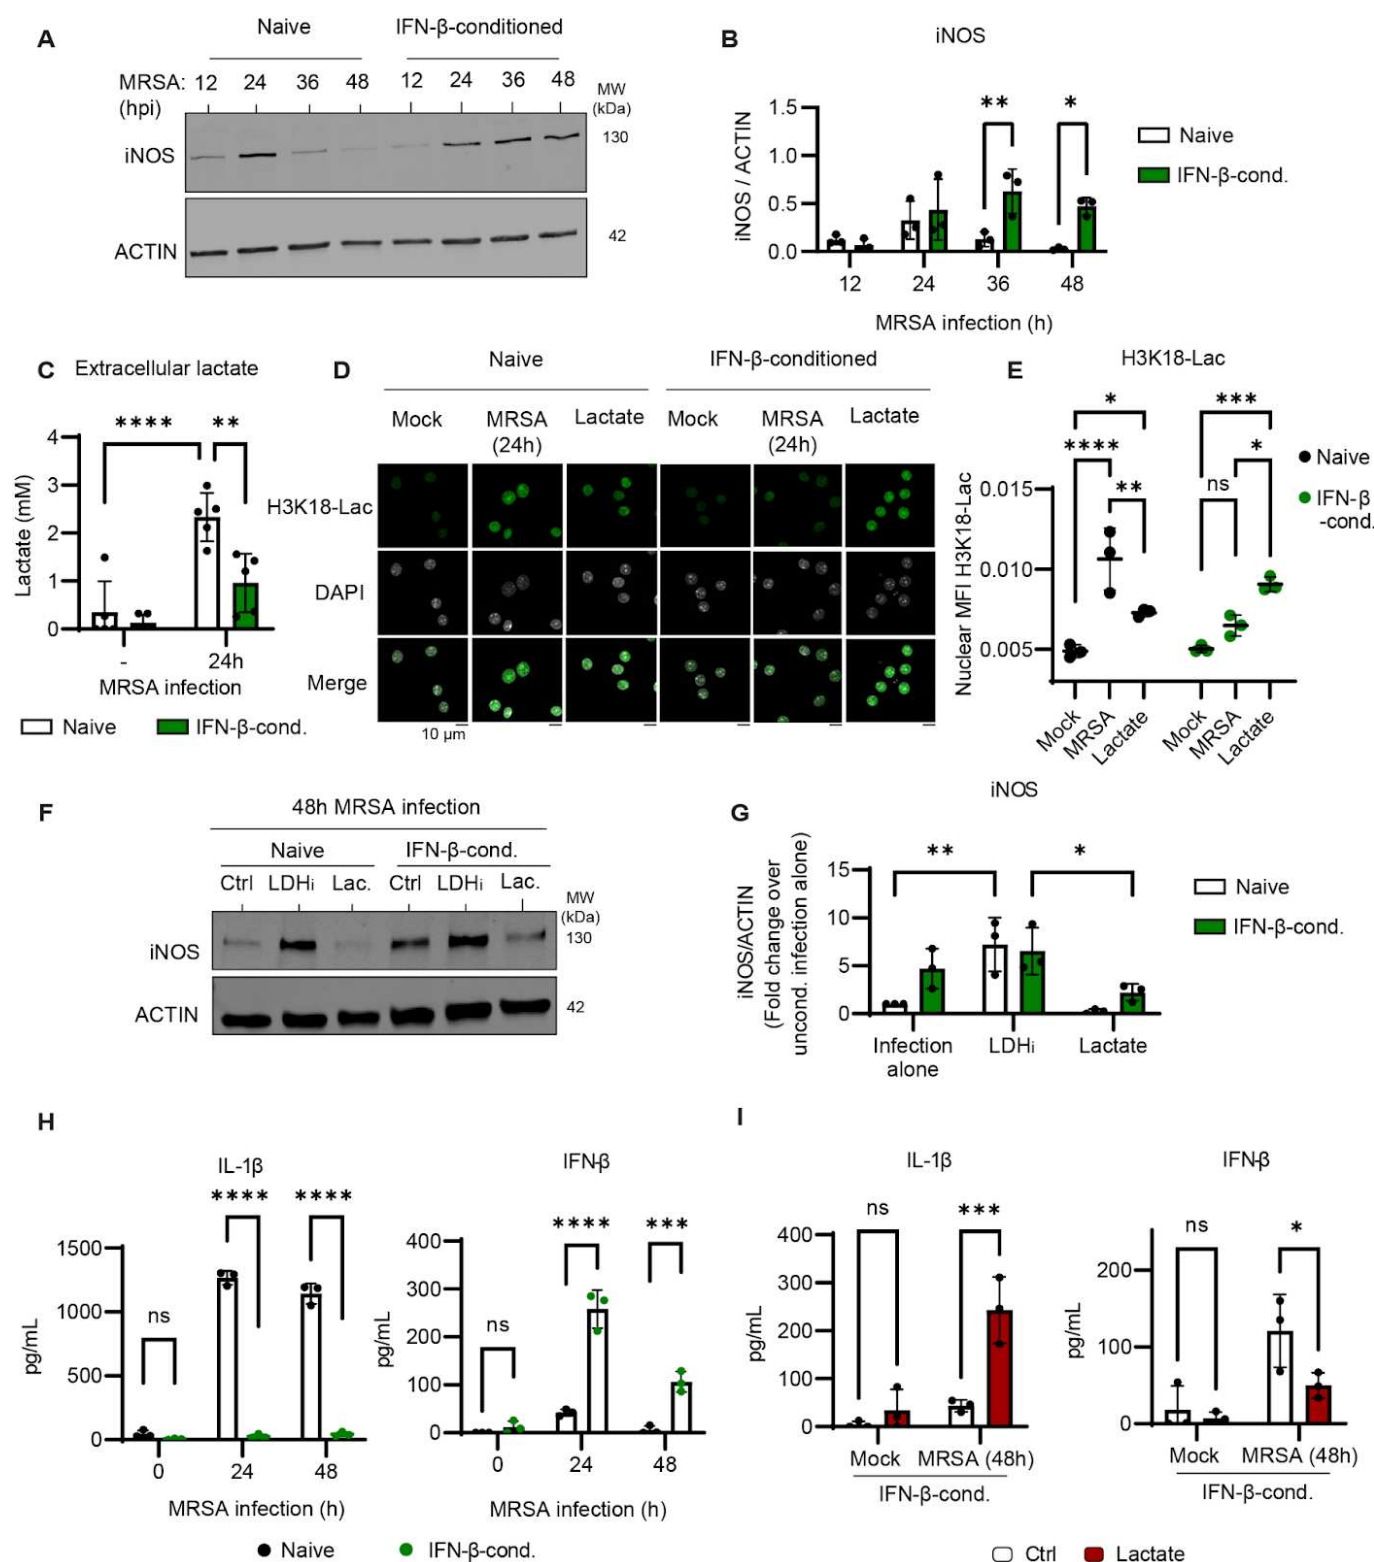 A
Naive
IFN-β-conditioned
MRSA: 12 24 36 48 12 24 36 48
(hpi)
MW
(kDa)
iNOS
130
ACTIN
42
B
iNOS
iNOS / ACTIN
1.5
1.0
0.5
0.0
**
*
12 24 36 48
MRSA infection (h)
Naive
IFN-β-cond.
C
Extracellular lactate
****
**
Lactate (mM)
4
3
2
1
0
- 24h
MRSA infection
Naive
IFN-β-cond.
D
Naive
IFN-β-conditioned
Mock MRSA (24h) Lactate Mock MRSA (24h) Lactate
H3K18-Lac
DAPI
Merge
10 µm
E
H3K18-Lac
*
***
****
*
**
ns
Nuclear MFI H3K18-Lac
0.015
0.010
0.005
Mock MRSA Lactate Mock MRSA Lactate
Naive
IFN-β
-cond.
F
48h MRSA infection
Naive
IFN-β-cond.
Ctrl LDHi Lac. Ctrl LDHi Lac.
MW
(kDa)
iNOS
130
ACTIN
42
G
iNOS
iNOS/ACTIN
(Fold change over
uncond. infection alone)
15
10
5
0
**
*
Infection
alone
LDHi
Lactate
Naive
IFN-β-cond.
H
IL-1β
****
****
ns
pg/mL
1500
1000
500
0
0 24 48
MRSA infection (h)
IFNβ
****
***
ns
pg/mL
400
300
200
100
0
0 24 48
MRSA infection (h)
Naive
IFN-β-cond.
I
IL-1β
ns
***
pg/mL
400
300
200
100
0
Mock MRSA (48h)
IFN-β-cond.
IFNβ
ns
*
pg/mL
200
100
0
Mock MRSA (48h)
IFN-β-cond.
Ctrl
Lactate